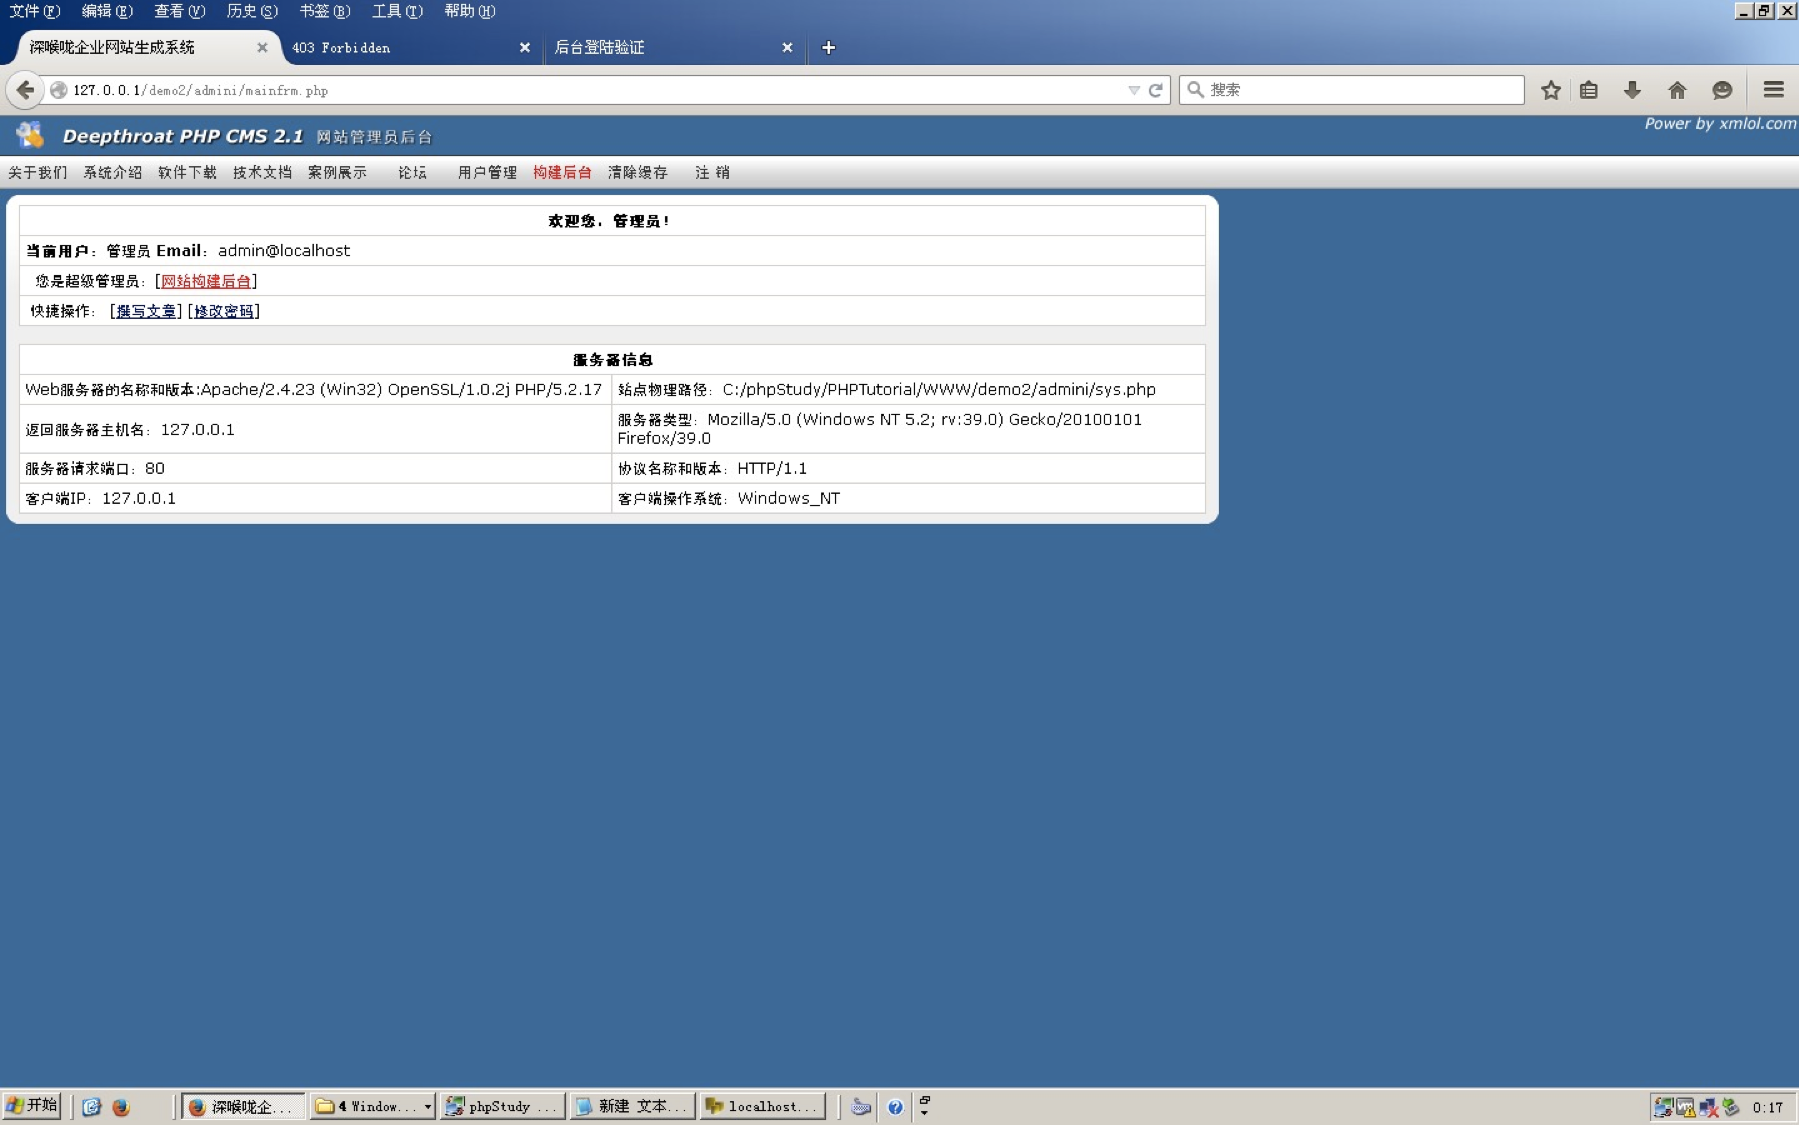 文件(F) 编辑(E) 查看(V) 历史(S) 书签(B) 工具(T) 帮助(H)
深喉咙企业网站生成系统 403 Forbidden 后台登陆验证
127.0.0.1/demo2/admini/mainfrm.php 搜索
Deepthroat PHP CMS 2.1 网站管理员后台 Power by xmlol.com
关于我们 系统介绍 软件下载 技术文档 案例展示 论坛 用户管理 构建后台 清除缓存 注 销
欢迎您，管理员！
当前用户：管理员 Email：admin@localhost
您是超级管理员：[网站构建后台]
快捷操作： [撰写文章] [修改密码]
服务器信息
Web服务器的名称和版本:Apache/2.4.23 (Win32) OpenSSL/1.0.2j PHP/5.2.17 站点物理路径：C:/phpStudy/PHPTutorial/WWW/demo2/admini/sys.php
返回服务器主机名：127.0.0.1 服务器类型：Mozilla/5.0 (Windows NT 5.2; rv:39.0) Gecko/20100101
Firefox/39.0
服务器请求端口：80 协议名称和版本：HTTP/1.1
客户端IP：127.0.0.1 客户端操作系统：Windows_NT
开始 深喉咙企... 4 Window... phpStudy ... 新建 文本... localhost... 0:17